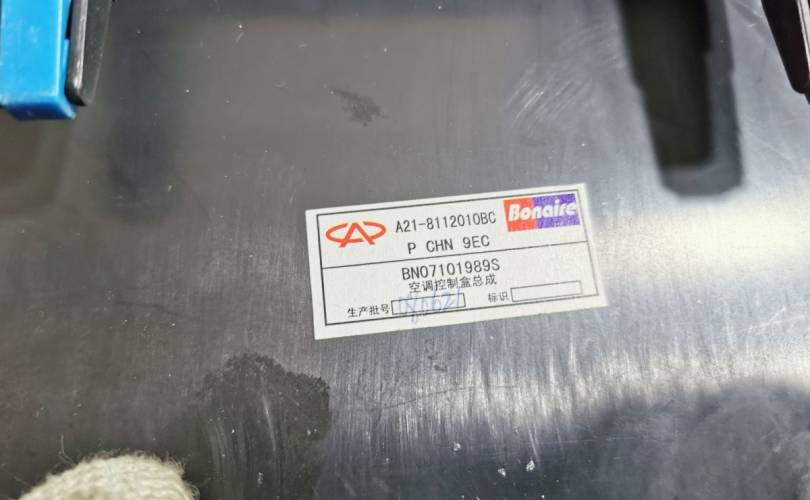 A21-8112010BC Bonaire
P CHN 9EC
BN07101989S
空调控制盒总成
生产批号 080621 标识